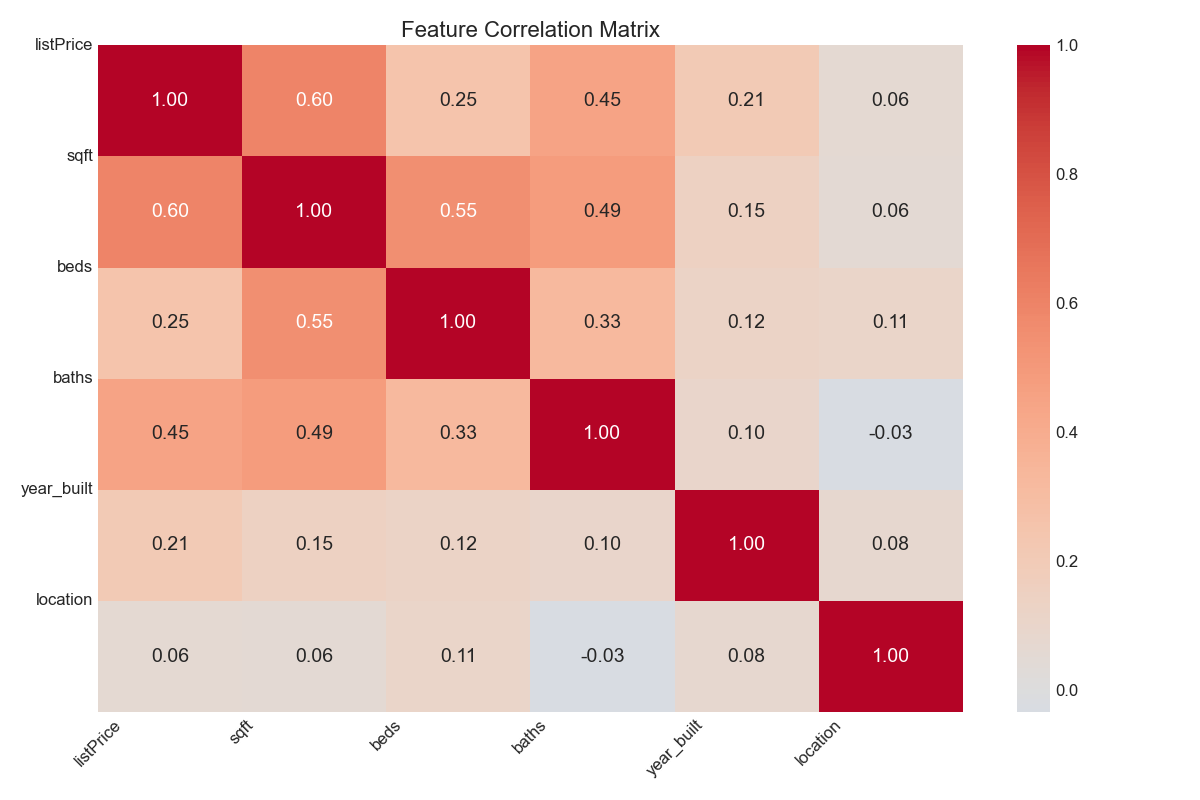 Feature Correlation Matrix
listPrice
1.00 0.60 0.25 0.45 0.21 0.06
sqft
0.60 1.00 0.55 0.49 0.15 0.06
beds
0.25 0.55 1.00 0.33 0.12 0.11
baths
0.45 0.49 0.33 1.00 0.10 -0.03
year_built
0.21 0.15 0.12 0.10 1.00 0.08
location
0.06 0.06 0.11 -0.03 0.08 1.00
listPrice sqft beds baths year_built location
1.0
0.8
0.6
0.4
0.2
0.0